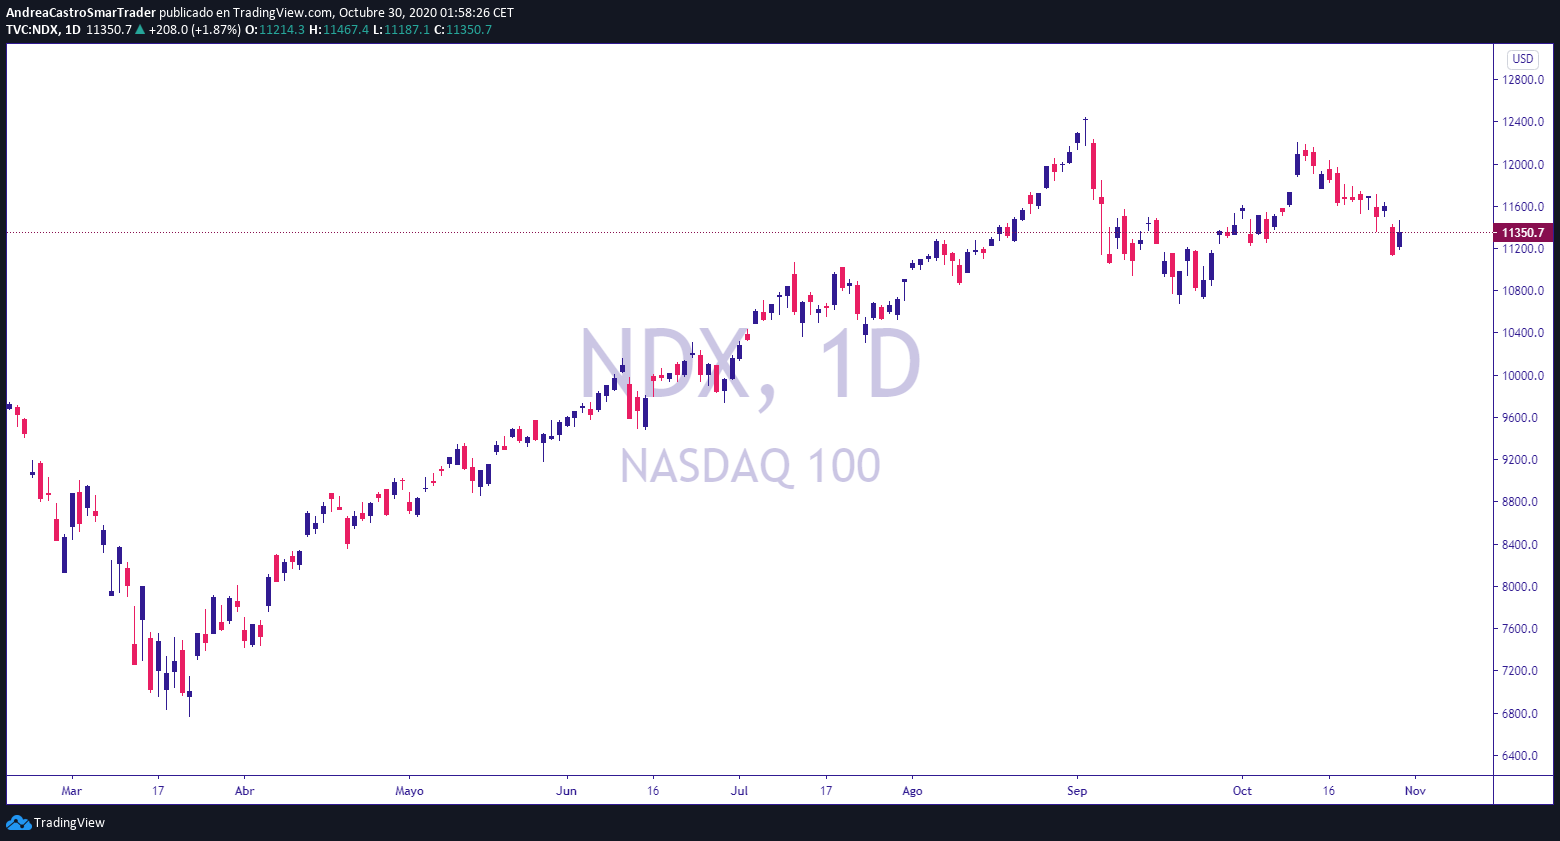 AndreaCastroSmarTrader publicado en TradingView.com, Octubre 30, 2020 01:58:26 CET
TVC:NDX, 1D 11350.7 ▲ +208.0 (+1.87%) O:11214.3 H:11467.4 L:11187.1 C:11350.7
USD
12800.0
12400.0
12000.0
11600.0
11350.7
11200.0
10800.0
10400.0
10000.0
9600.0
9200.0
8800.0
8400.0
8000.0
7600.0
7200.0
6800.0
6400.0
NDX, 1D
NASDAQ 100
Mar 17 Abr Mayo Jun 16 Jul 17 Ago Sep Oct 16 Nov
TradingView